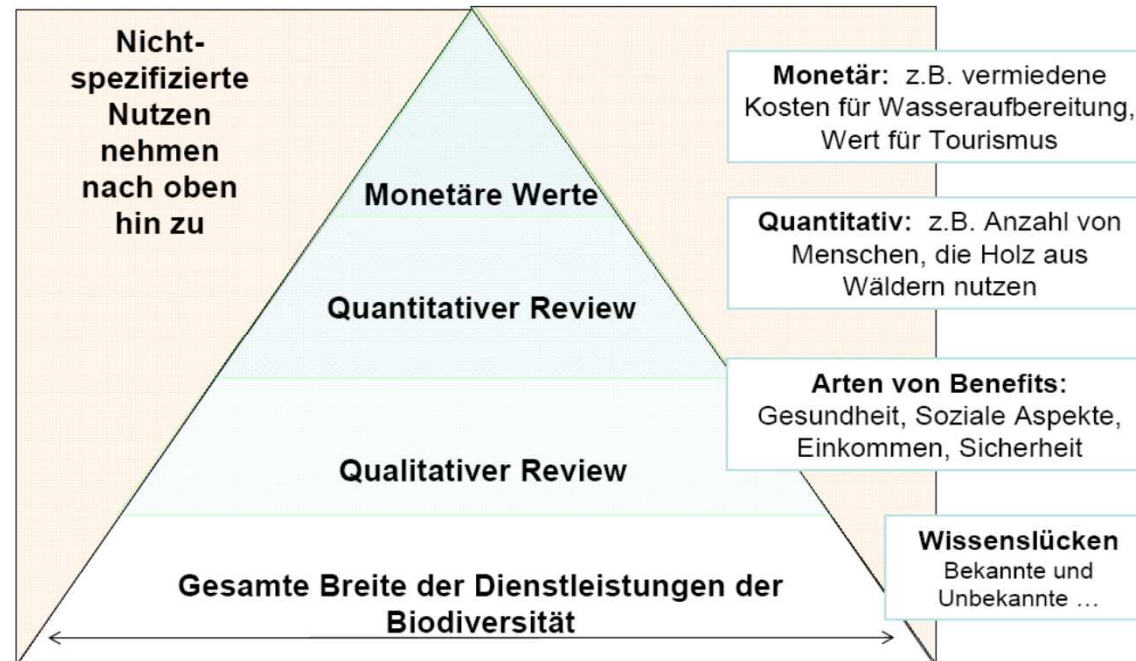 Nicht-
spezifizierte
Nutzen
nehmen
nach oben
hin zu
Monetäre Werte
Quantitativer Review
Qualitativer Review
Gesamte Breite der Dienstleistungen der
Biodiversität
Monetär: z.B. vermiedene
Kosten für Wasseraufbereitung,
Wert für Tourismus
Quantitativ: z.B. Anzahl von
Menschen, die Holz aus
Wäldern nutzen
Arten von Benefits:
Gesundheit, Soziale Aspekte,
Einkommen, Sicherheit
Wissenslücken
Bekannte und
Unbekannte ...